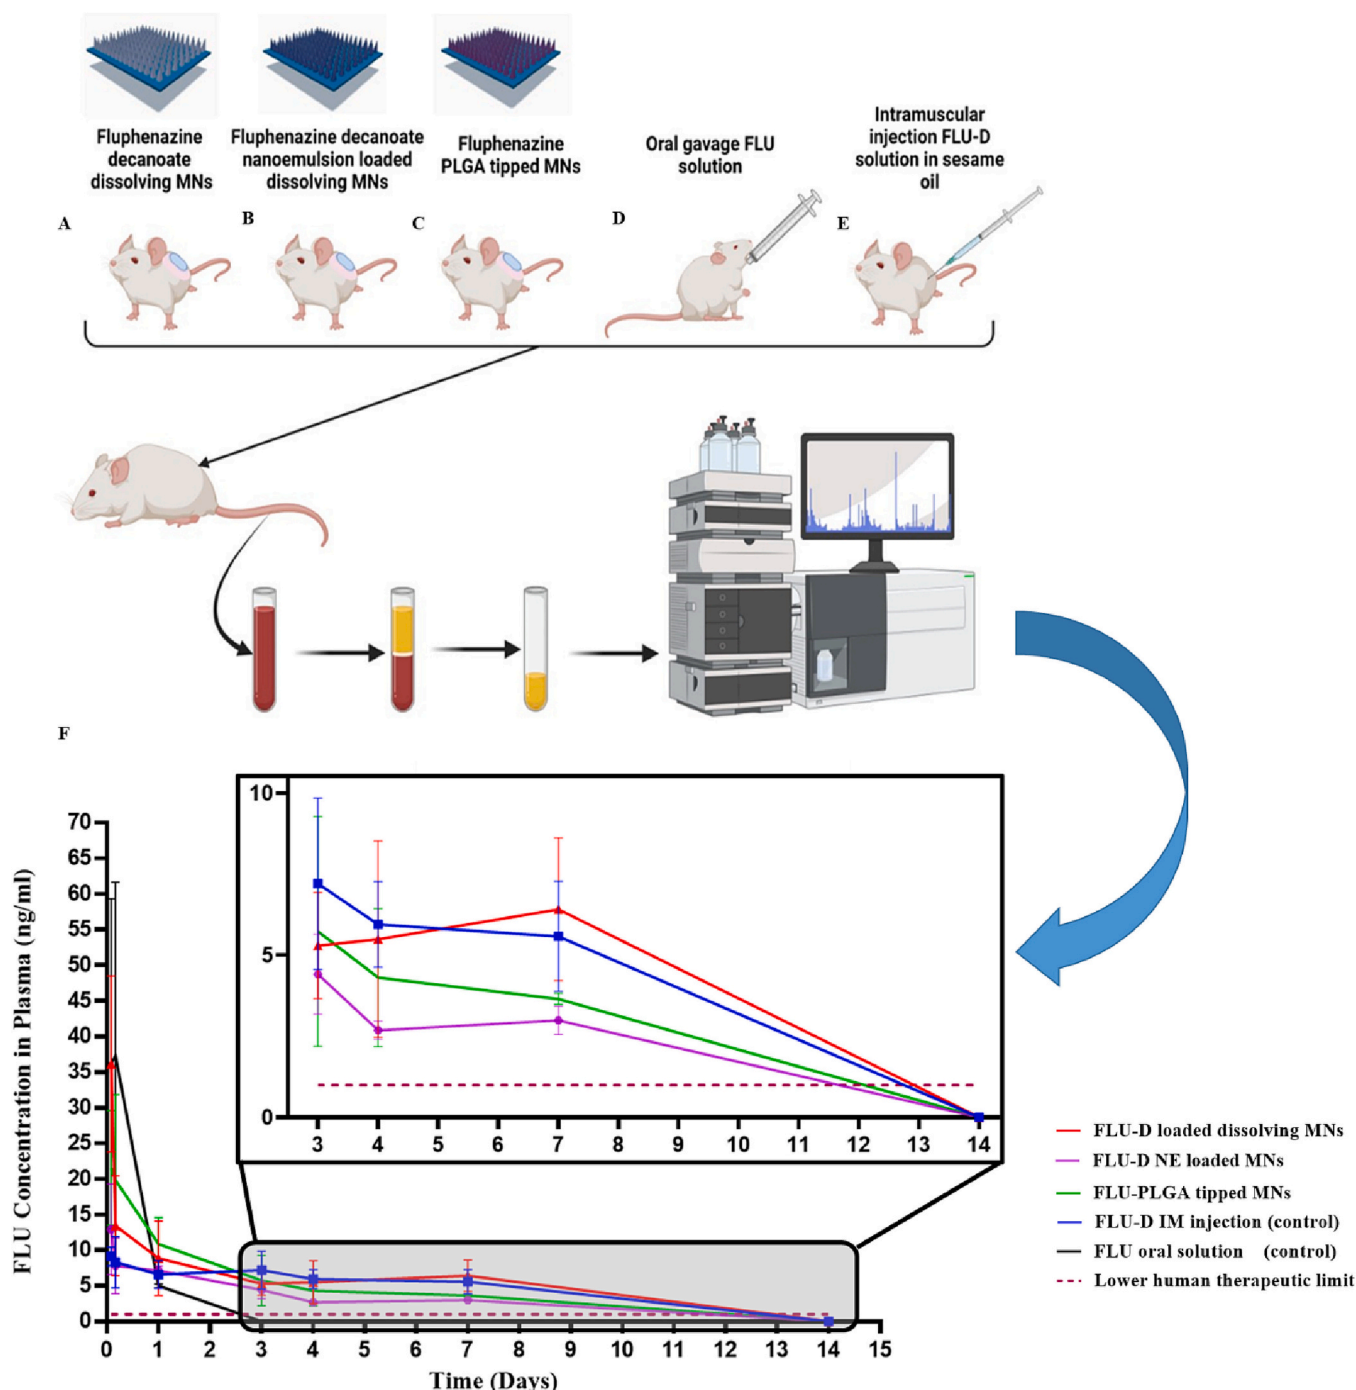 Fluphenazine
decanoate
dissolving MNs
Fluphenazine decanoate
nanoemulsion loaded
dissolving MNs
Fluphenazine
PLGA tipped MNs
Oral gavage FLU
solution
Intramuscular
injection FLU-D
solution in sesame
oil
A
B
C
D
E
F
FLU Concentration in Plasma (ng/ml)
70
65
60
55
50
45
40
35
30
25
20
15
10
5
0
0 1 2 3 4 5 6 7 8 9 10 11 12 13 14 15
Time (Days)
10
5
0
3 4 5 6 7 8 9 10 11 12 13 14
FLU-D loaded dissolving MNs
FLU-D NE loaded MNs
FLU-PLGA tipped MNs
FLU-D IM injection (control)
FLU oral solution (control)
Lower human therapeutic limit